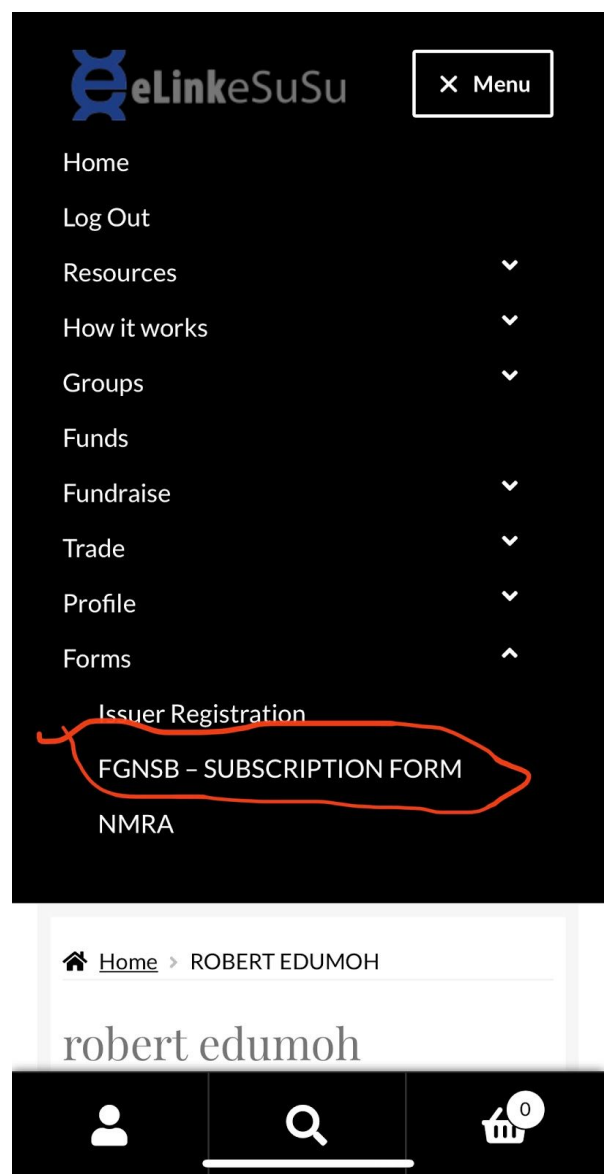 eLinkeSuSu
Menu
Home
Log Out
Resources
How it works
Groups
Funds
Fundraise
Trade
Profile
Forms
Issuer Registration
FGNSB – SUBSCRIPTION FORM
NMRA
Home > ROBERT EDUMOH
robert edumoh
0